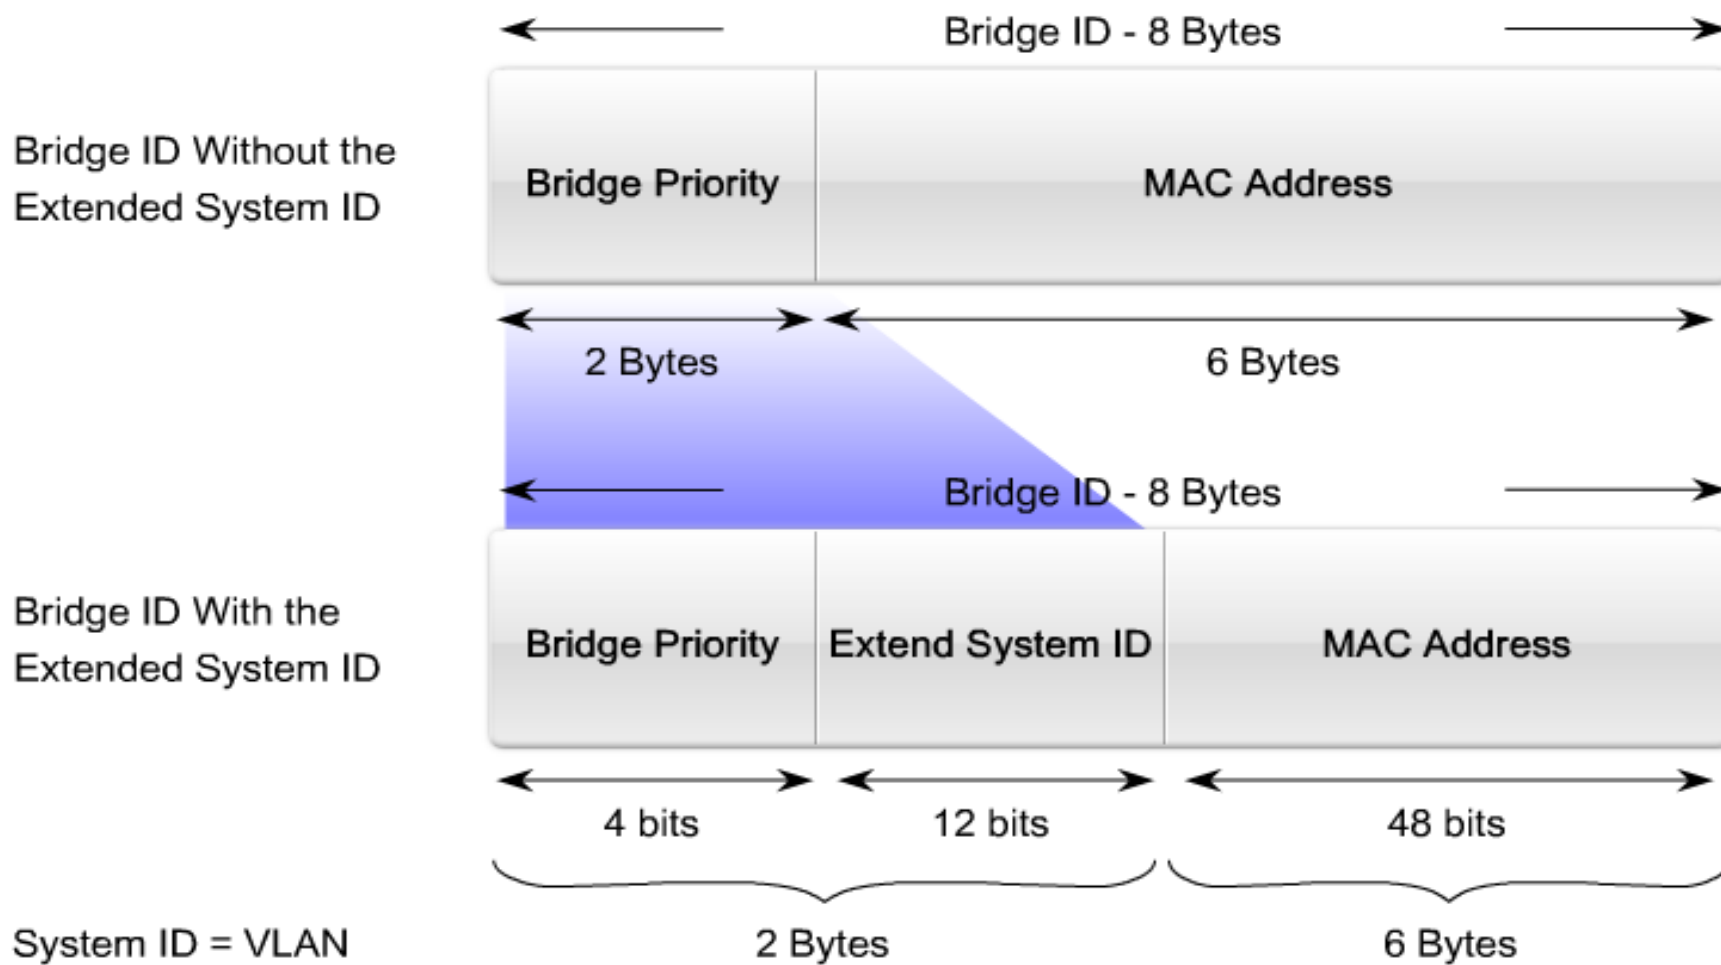 Bridge ID - 8 Bytes
Bridge ID Without the
Extended System ID
Bridge Priority
MAC Address
2 Bytes
6 Bytes
Bridge ID - 8 Bytes
Bridge ID With the
Extended System ID
Bridge Priority
Extend System ID
MAC Address
4 bits
12 bits
48 bits
System ID = VLAN
2 Bytes
6 Bytes